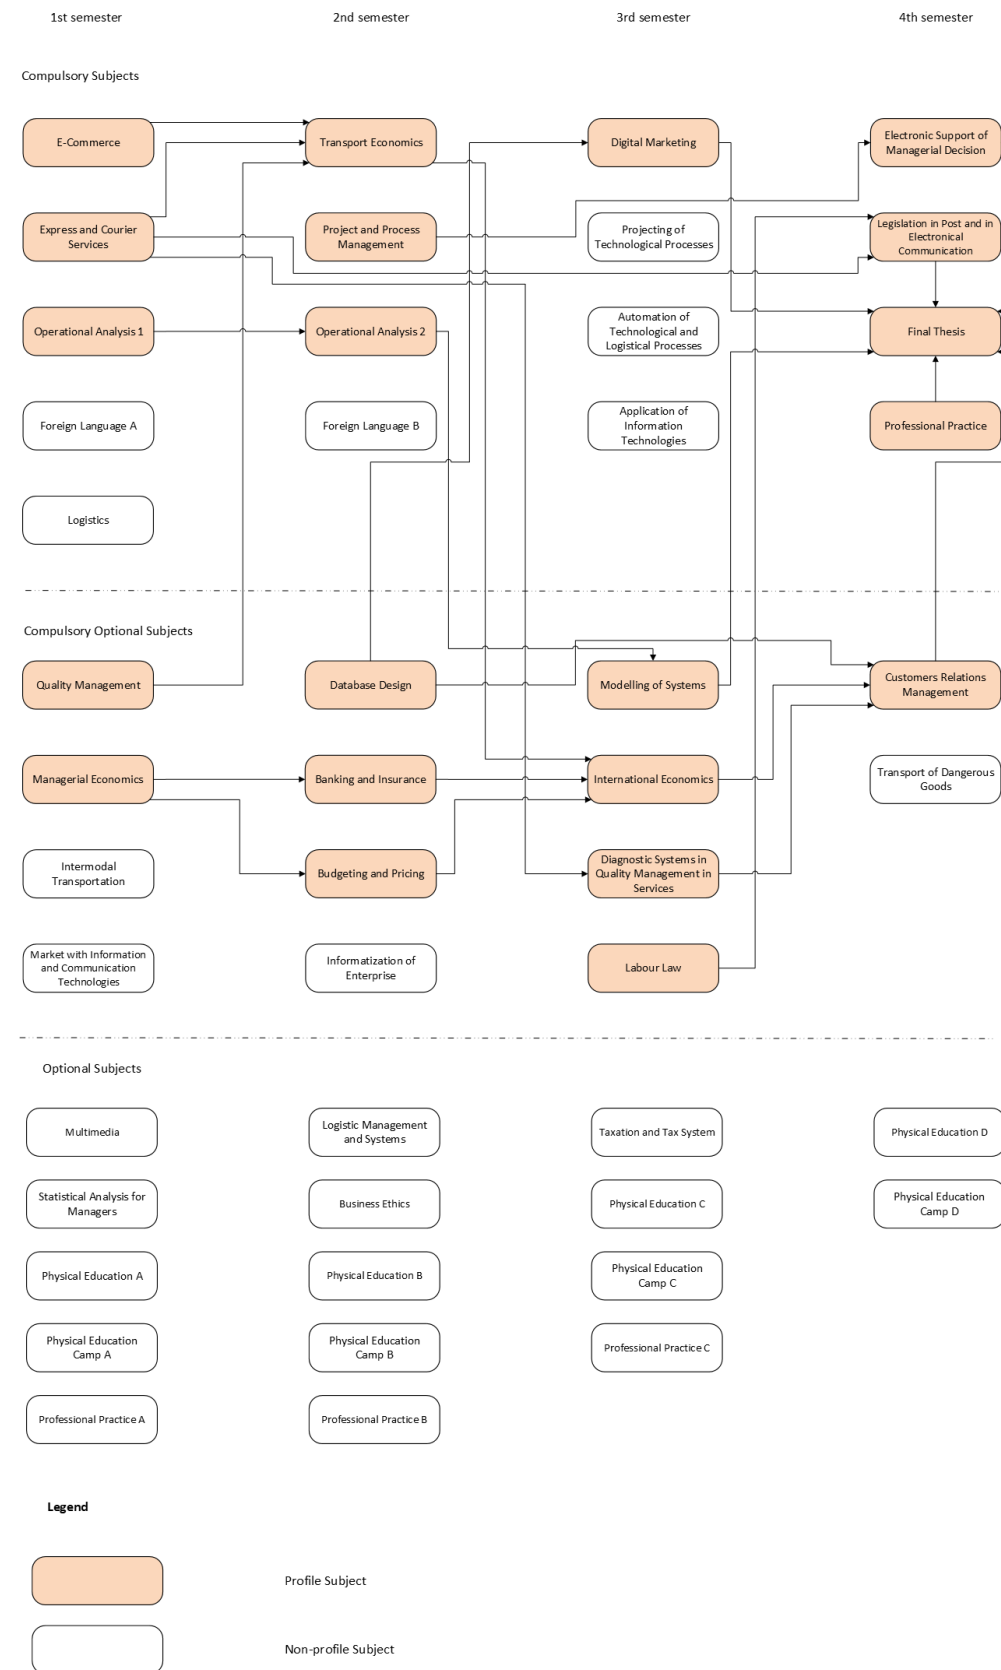 1st semester
2nd semester
3rd semester
4th semester
Compulsory Subjects
E-Commerce
Transport Economics
Digital Marketing
Electronic Support of
Managerial Decision
Express and Courier
Services
Project and Process
Management
Projecting of
Technological Processes
Legislation in Post and in
Electronical
Communication
Operational Analysis 1
Operational Analysis 2
Automation of
Technological and
Logistical Processes
Final Thesis
Foreign Language A
Foreign Language B
Application of
Information
Technologies
Professional Practice
Logistics
Compulsory Optional Subjects
Quality Management
Database Design
Modelling of Systems
Customers Relations
Management
Managerial Economics
Banking and Insurance
International Economics
Transport of Dangerous
Goods
Intermodal
Transportation
Budgeting and Pricing
Diagnostic Systems in
Quality Management in
Services
Market with Information
and Communication
Technologies
Informatization of
Enterprise
Labour Law
Optional Subjects
Multimedia
Logistic Management
and Systems
Taxation and Tax System
Physical Education D
Statistical Analysis for
Managers
Business Ethics
Physical Education C
Physical Education
Camp D
Physical Education A
Physical Education B
Physical Education
Camp C
Physical Education
Camp A
Physical Education
Camp B
Professional Practice C
Professional Practice A
Professional Practice B
Legend
Profile Subject
Non-profile Subject